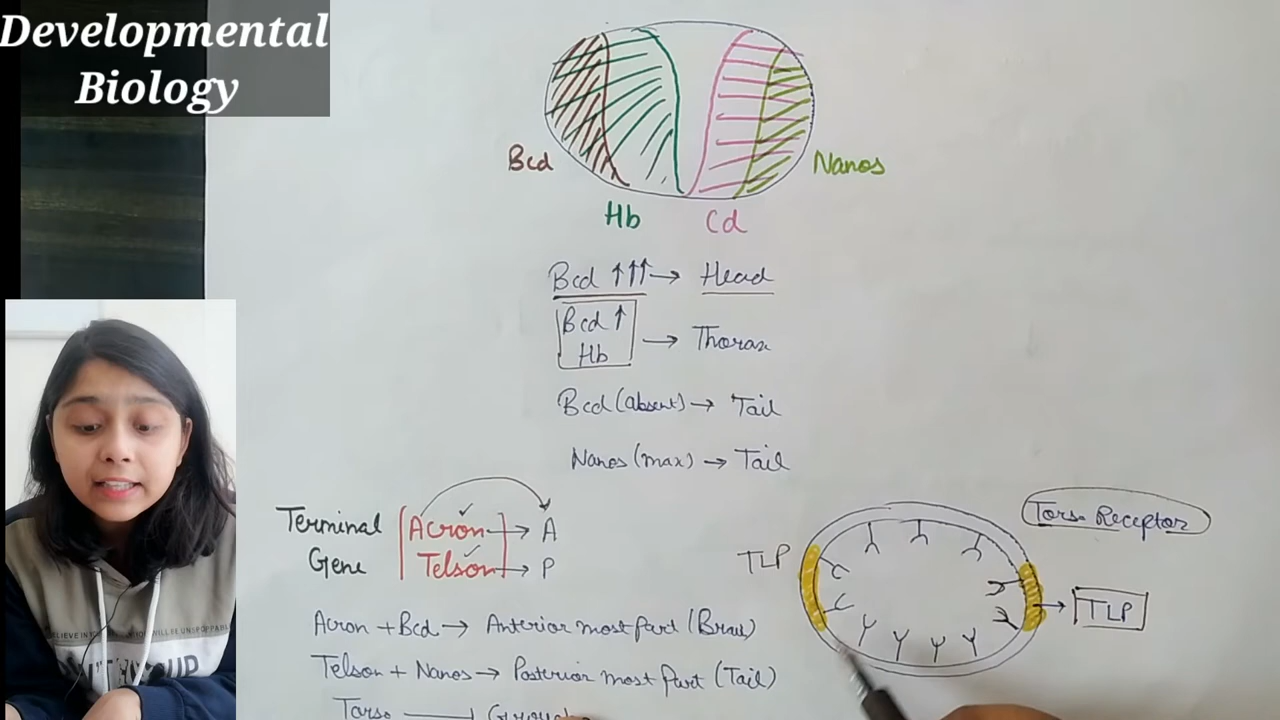 Developmental
Biology
Bcd
Nanos
Hb
Cd
Bcd ↑↑↑ → Head
Bcd ↑
Hb
→ Thorax
Bcd (absent) → Tail
Nanos (max) → Tail
Terminal
Gene
Acron → A
Telson → P
Acron + Bcd → Anterior most part (Brain)
Telson + Nanos → Posterior most Part (Tail)
Torso
Torso Receptor
TLP
TLP